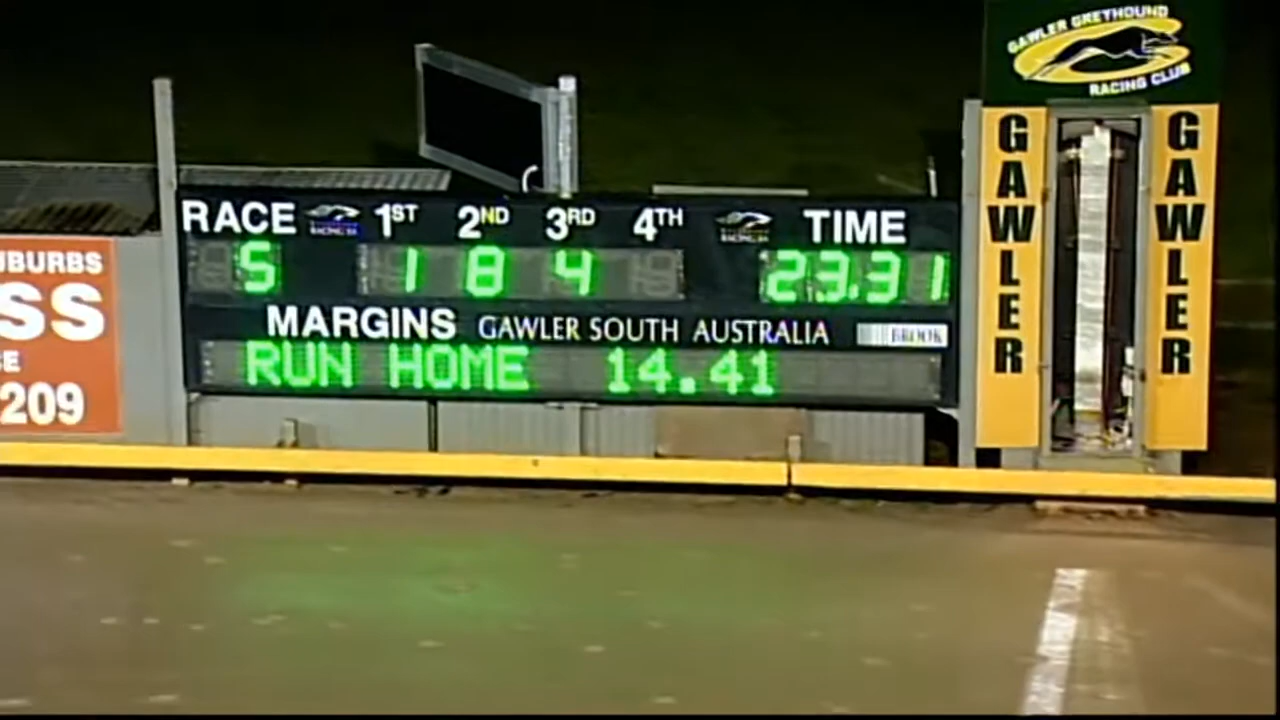 GAWLER GREYHOUND
RACING CLUB
GAWLER
GAWLER
RACE 1ST 2ND 3RD 4TH TIME
5 1 8 4 23.31
MARGINS GAWLER SOUTH AUSTRALIA BROOK
RUN HOME 14.41
UBURBS
SS
E
209